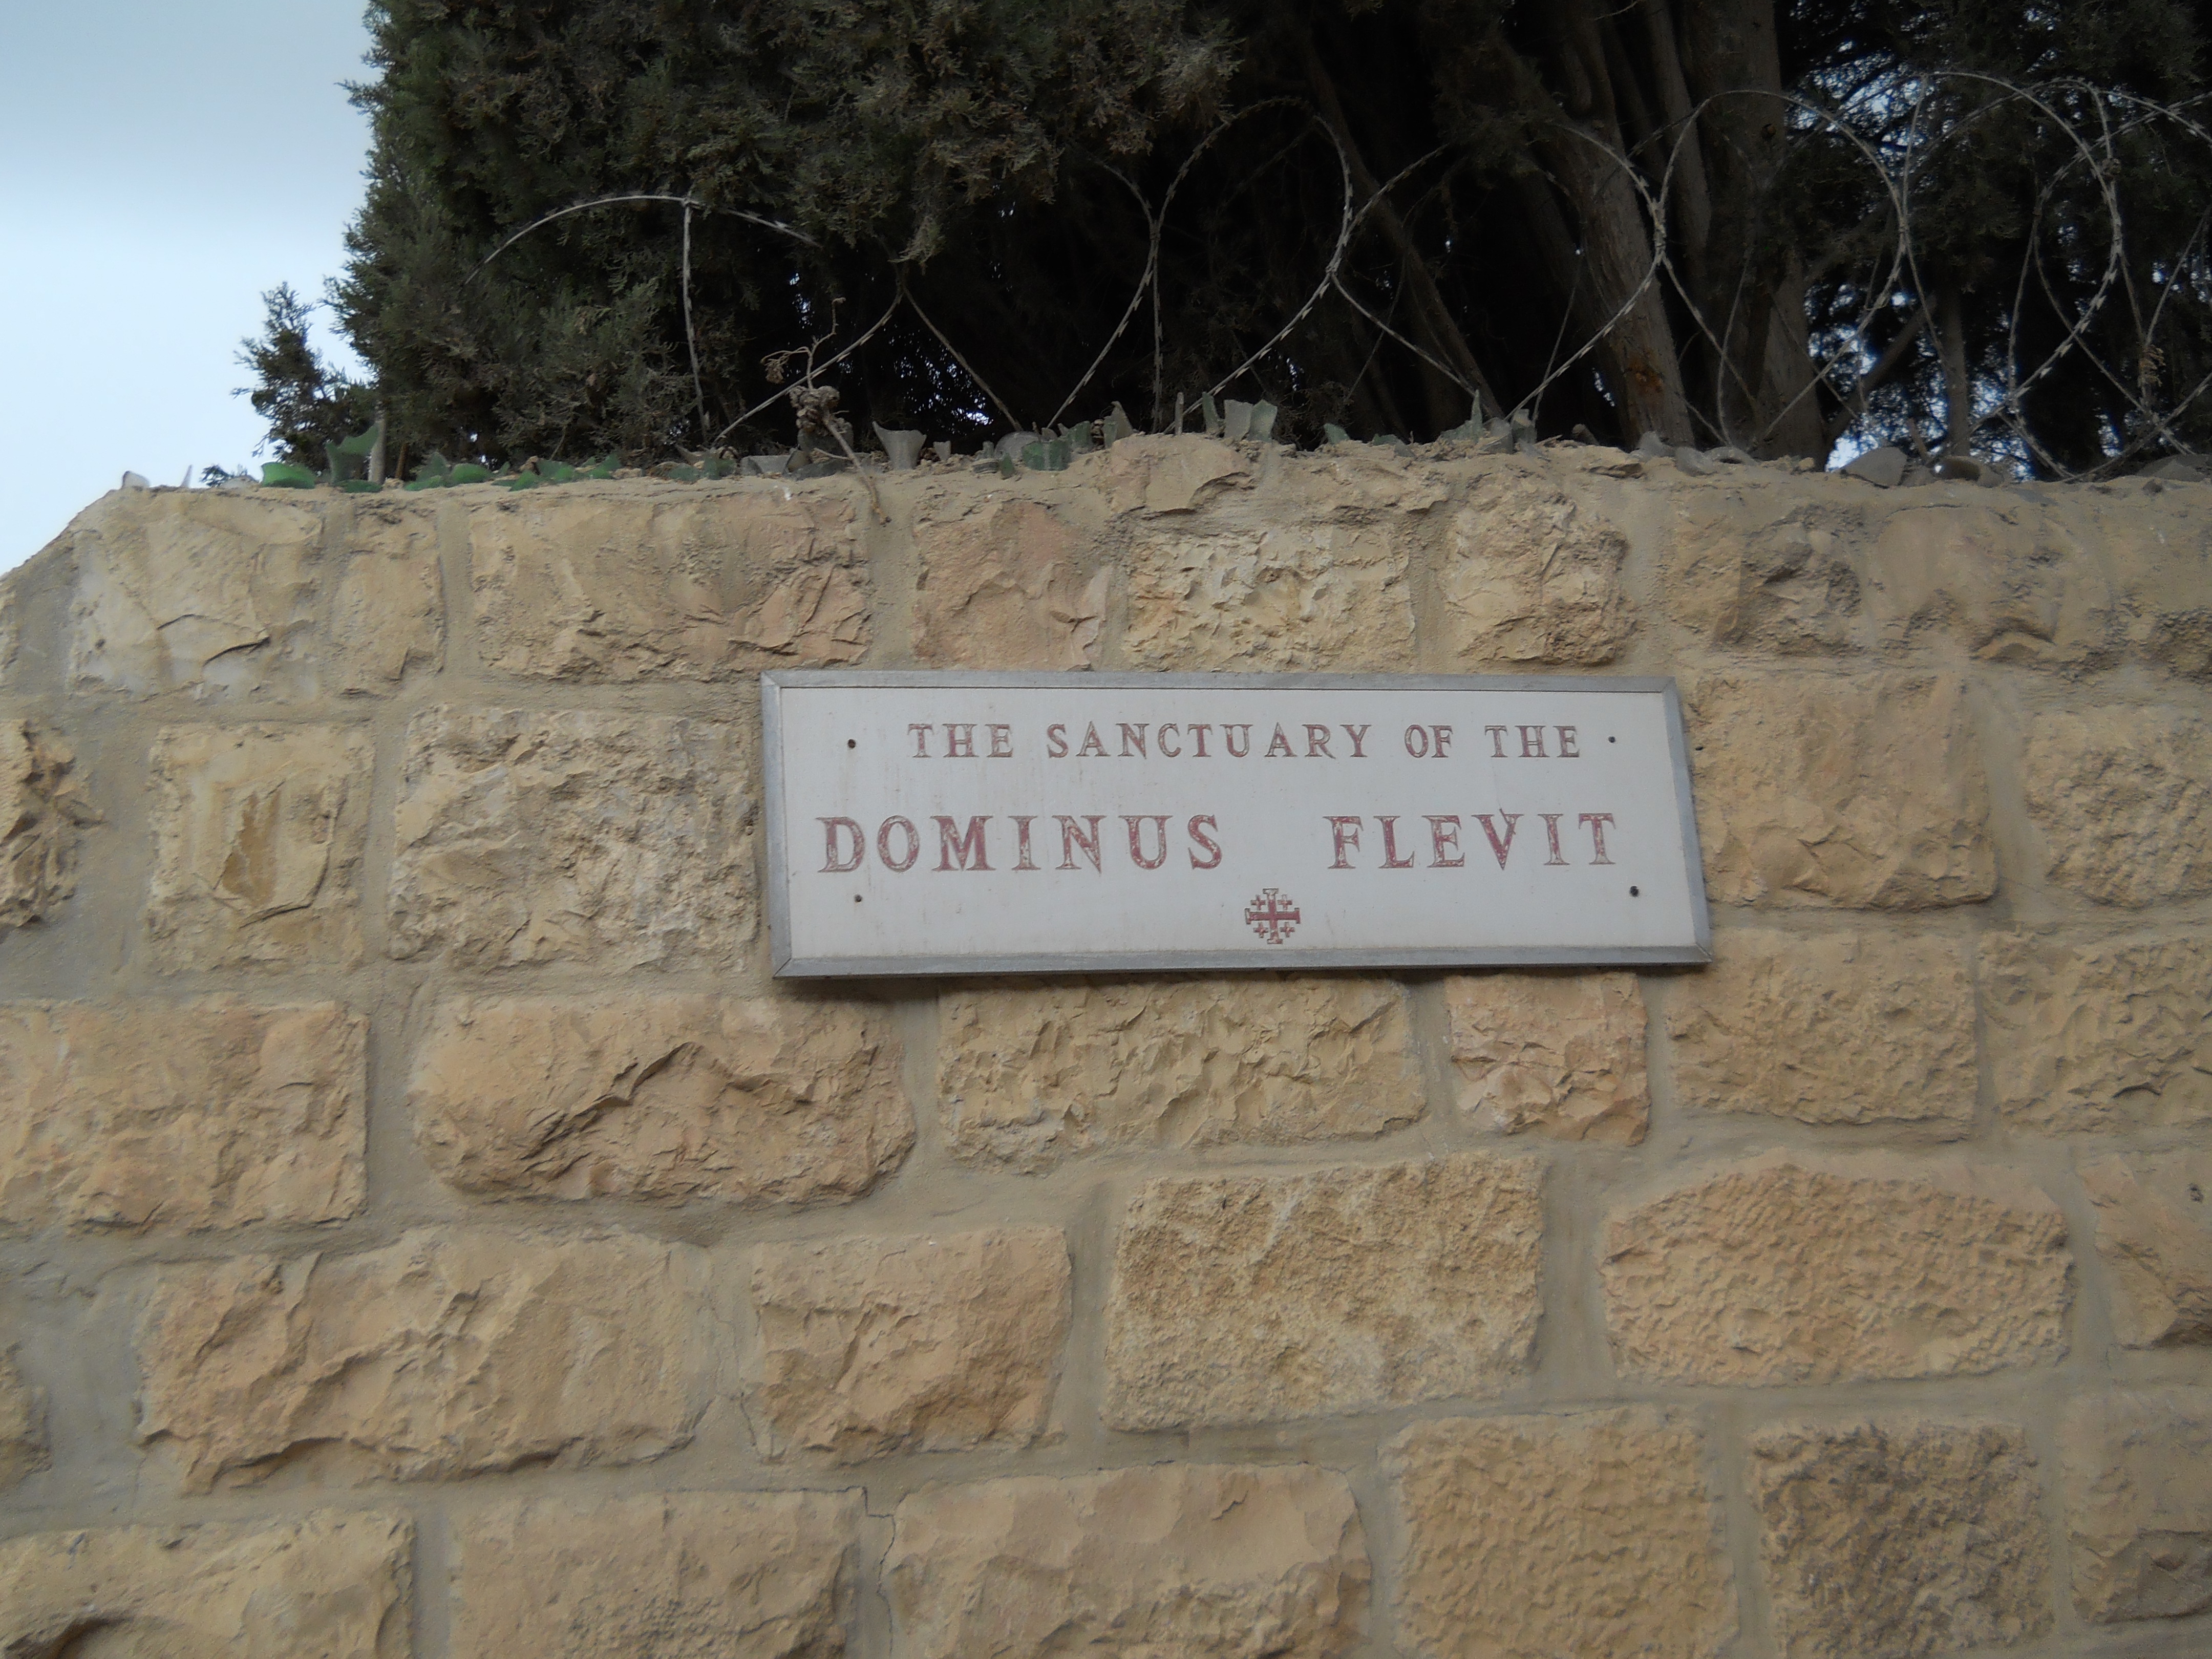 THE SANCTUARY OF THE
DOMINUS FLEVIT